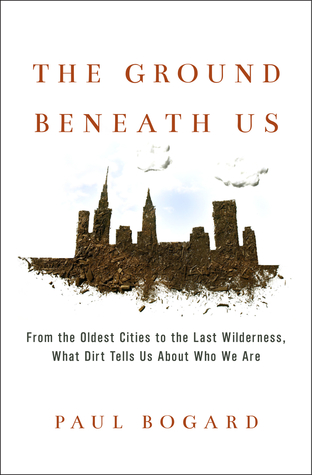 THE GROUND
BENEATH US
From the Oldest Cities to the Last Wilderness,
What Dirt Tells Us About Who We Are
PAUL BOGARD